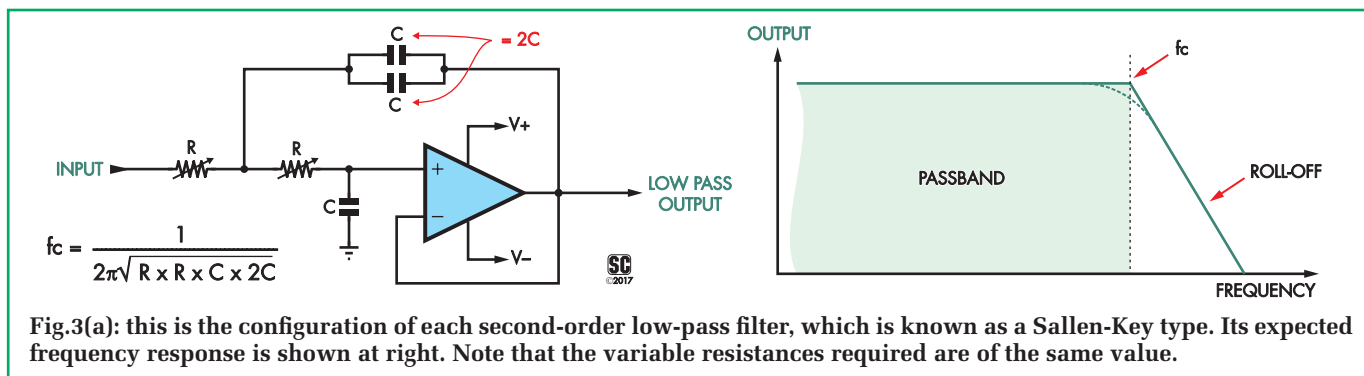 C
= 2C
C
V+
R
R
INPUT
+
−
C
LOW PASS
OUTPUT
V−
fc = 1 / 2π√ R x R x C x 2C
SC
©2017
OUTPUT
fc
PASSBAND
ROLL-OFF
FREQUENCY
Fig.3(a): this is the configuration of each second-order low-pass filter, which is known as a Sallen-Key type. Its expected
frequency response is shown at right. Note that the variable resistances required are of the same value.